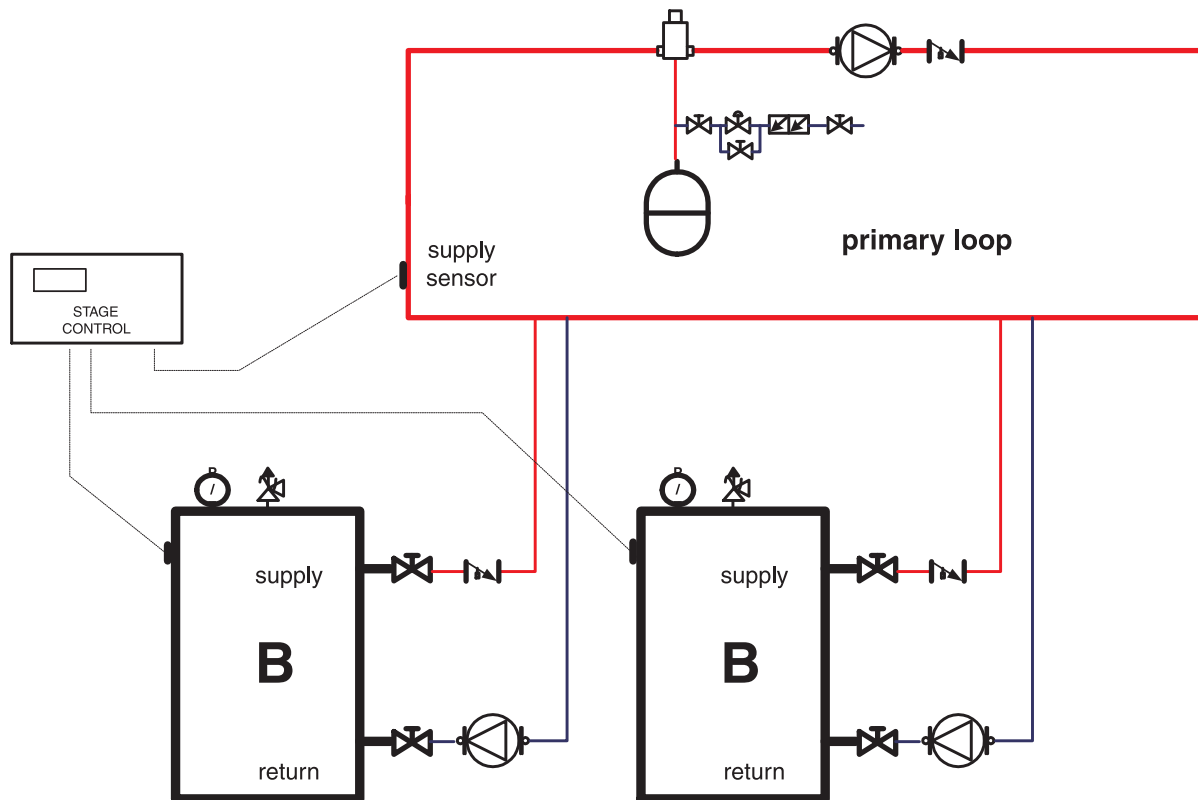 primary loop
supply
sensor
STAGE
CONTROL
supply
B
return
supply
B
return